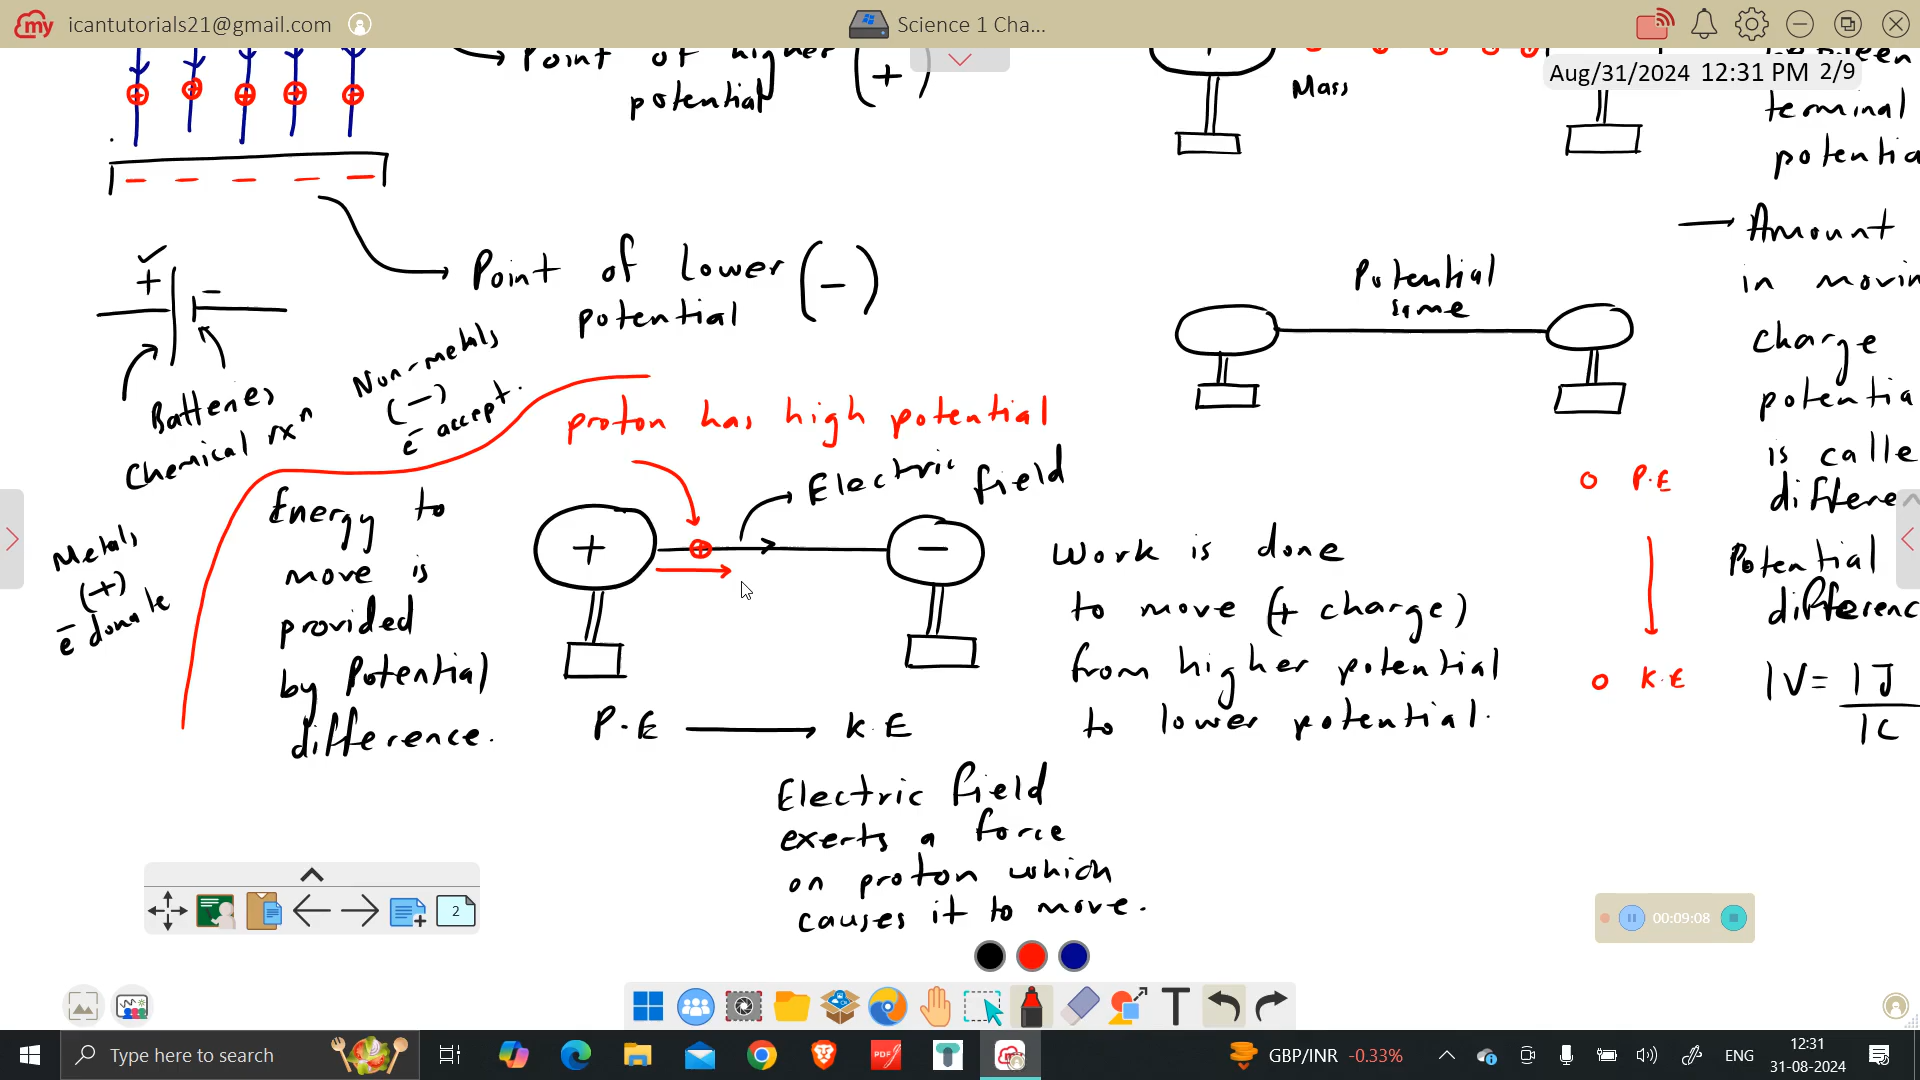 my icantutorials21@gmail.com
Science 1 Cha...
Aug/31/2024 12:31 PM 2/9
Point of higher (+)
potential
Mass
terminal
potentia
Point of lower (-)
potential
+ -
Batteries
Chemical rxn
Non-metals
(-)
e- accept.
Metals
(+)
e- donate
Energy to
move is
provided
by Potential
difference.
proton has high potential
Electric field
+ -
P.E → K.E
Electric field
exerts a force
on proton which
causes it to move.
Work is done
to move (+ charge)
from higher potential
to lower potential.
Potential
same
Amount
in movin
charge
potentia
is calle
differe
P.E
K.E
Potential
differenc
1V = 1J
1C
2
00:09:08
T
Type here to search
PDF
GBP/INR -0.33%
ENG
12:31
31-08-2024